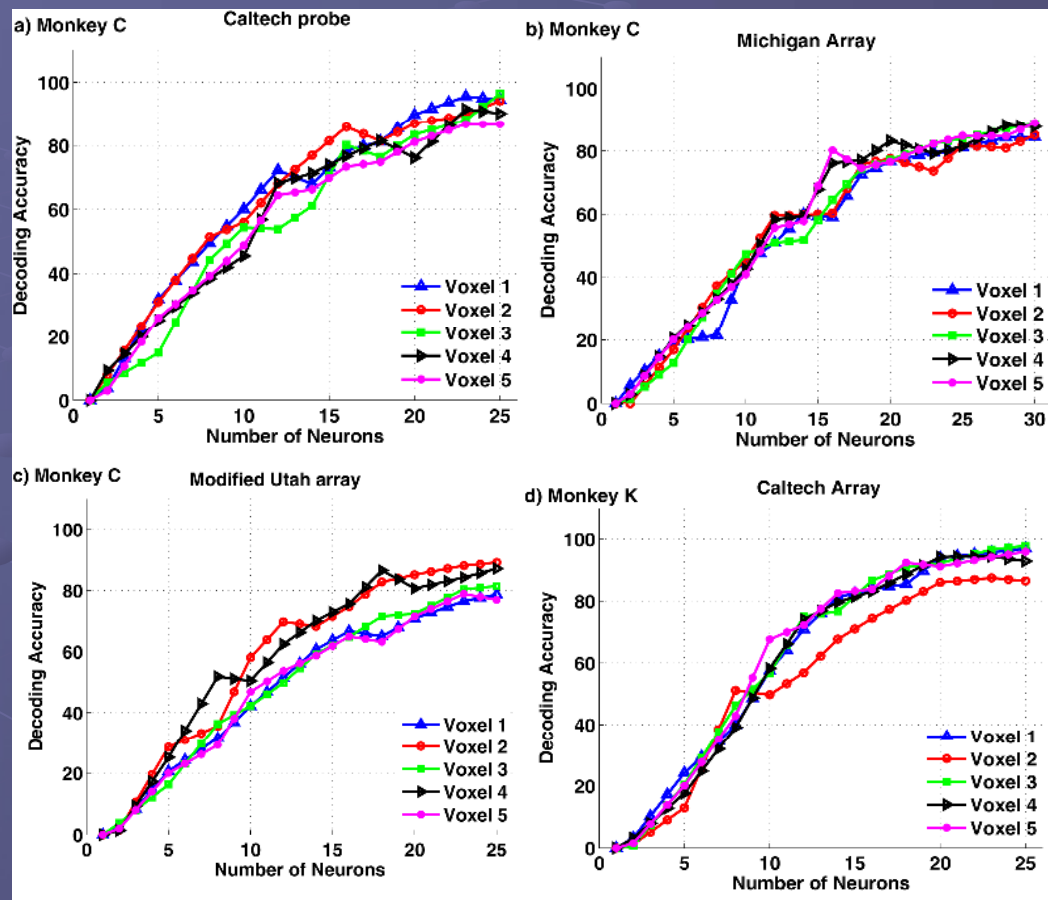 a) Monkey C
Caltech probe
100
80
60
40
20
0
Decoding Accuracy
0 5 10 15 20 25
Number of Neurons
Voxel 1
Voxel 2
Voxel 3
Voxel 4
Voxel 5
b) Monkey C
Michigan Array
100
80
60
40
20
0
Decoding Accuracy
0 5 10 15 20 25 30
Number of Neurons
Voxel 1
Voxel 2
Voxel 3
Voxel 4
Voxel 5
c) Monkey C
Modified Utah array
100
80
60
40
20
0
Decoding Accuracy
0 5 10 15 20 25
Number of Neurons
Voxel 1
Voxel 2
Voxel 3
Voxel 4
Voxel 5
d) Monkey K
Caltech Array
100
80
60
40
20
0
Decoding Accuracy
0 5 10 15 20 25
Number of Neurons
Voxel 1
Voxel 2
Voxel 3
Voxel 4
Voxel 5